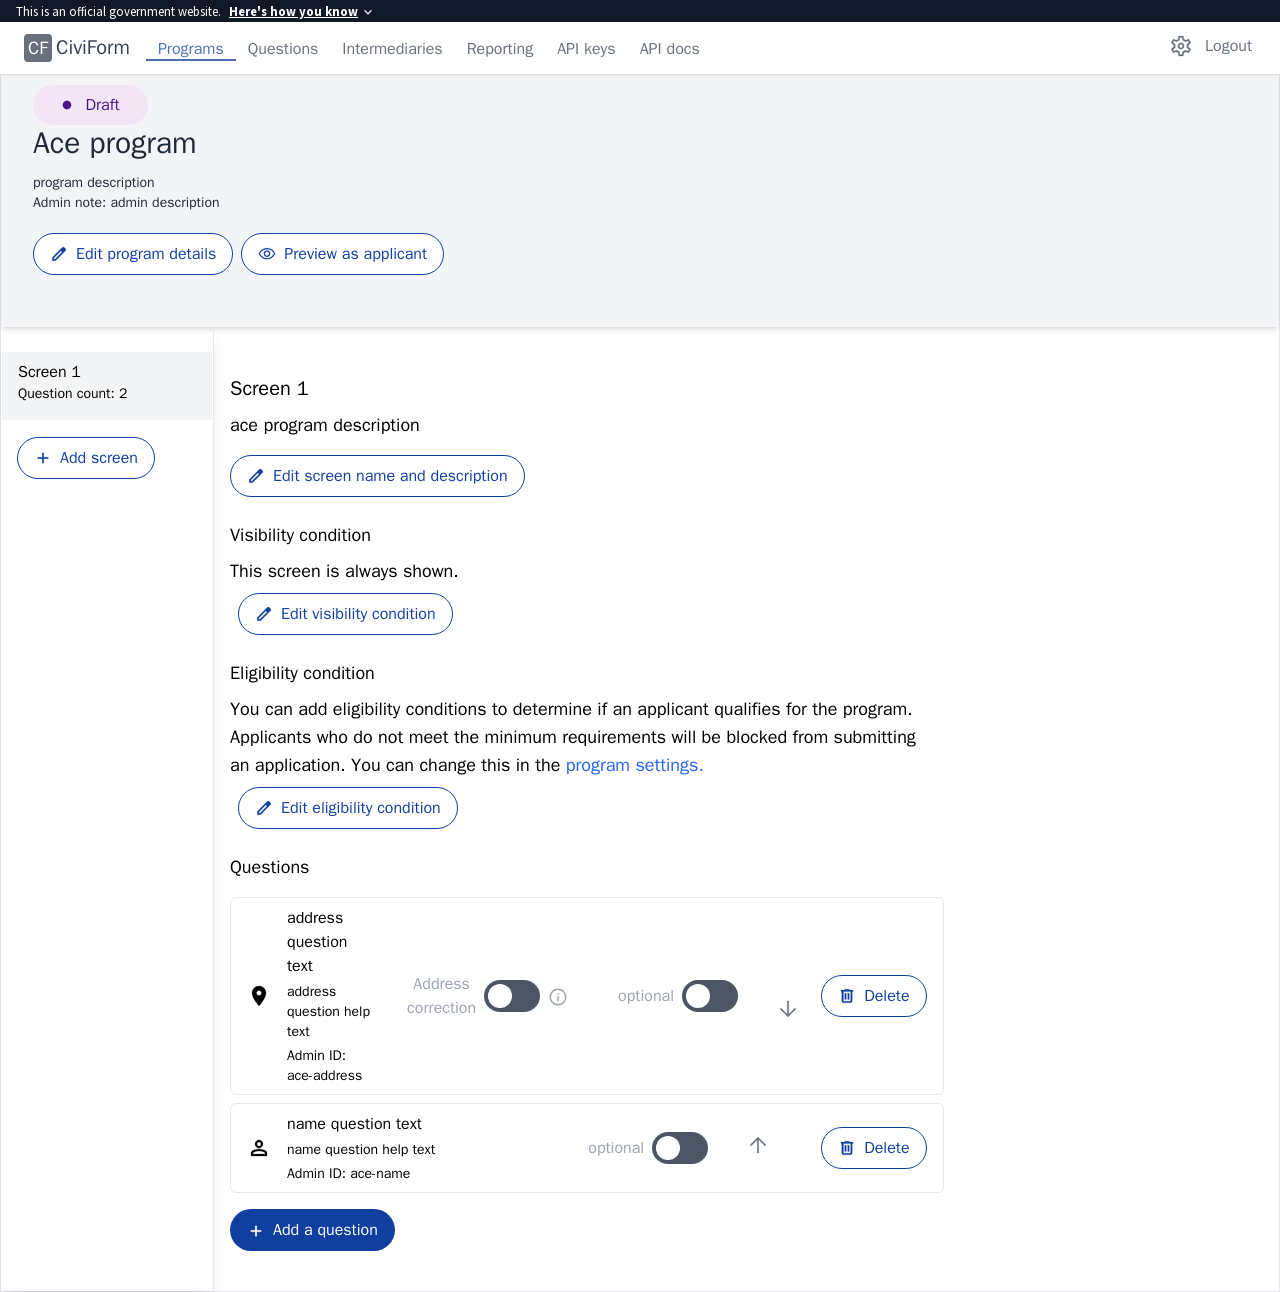 This is an official government website. Here's how you know
CF CiviForm Programs Questions Intermediaries Reporting API keys API docs Logout
Draft
Ace program
program description
Admin note: admin description
Edit program details Preview as applicant
Screen 1
Question count: 2
Add screen
Screen 1
ace program description
Edit screen name and description
Visibility condition
This screen is always shown.
Edit visibility condition
Eligibility condition
You can add eligibility conditions to determine if an applicant qualifies for the program.
Applicants who do not meet the minimum requirements will be blocked from submitting
an application. You can change this in the program settings.
Edit eligibility condition
Questions
address
question
text
address
question help
text
Admin ID:
ace-address
Address
correction
optional
Delete
name question text
name question help text
Admin ID: ace-name
optional
Delete
Add a question